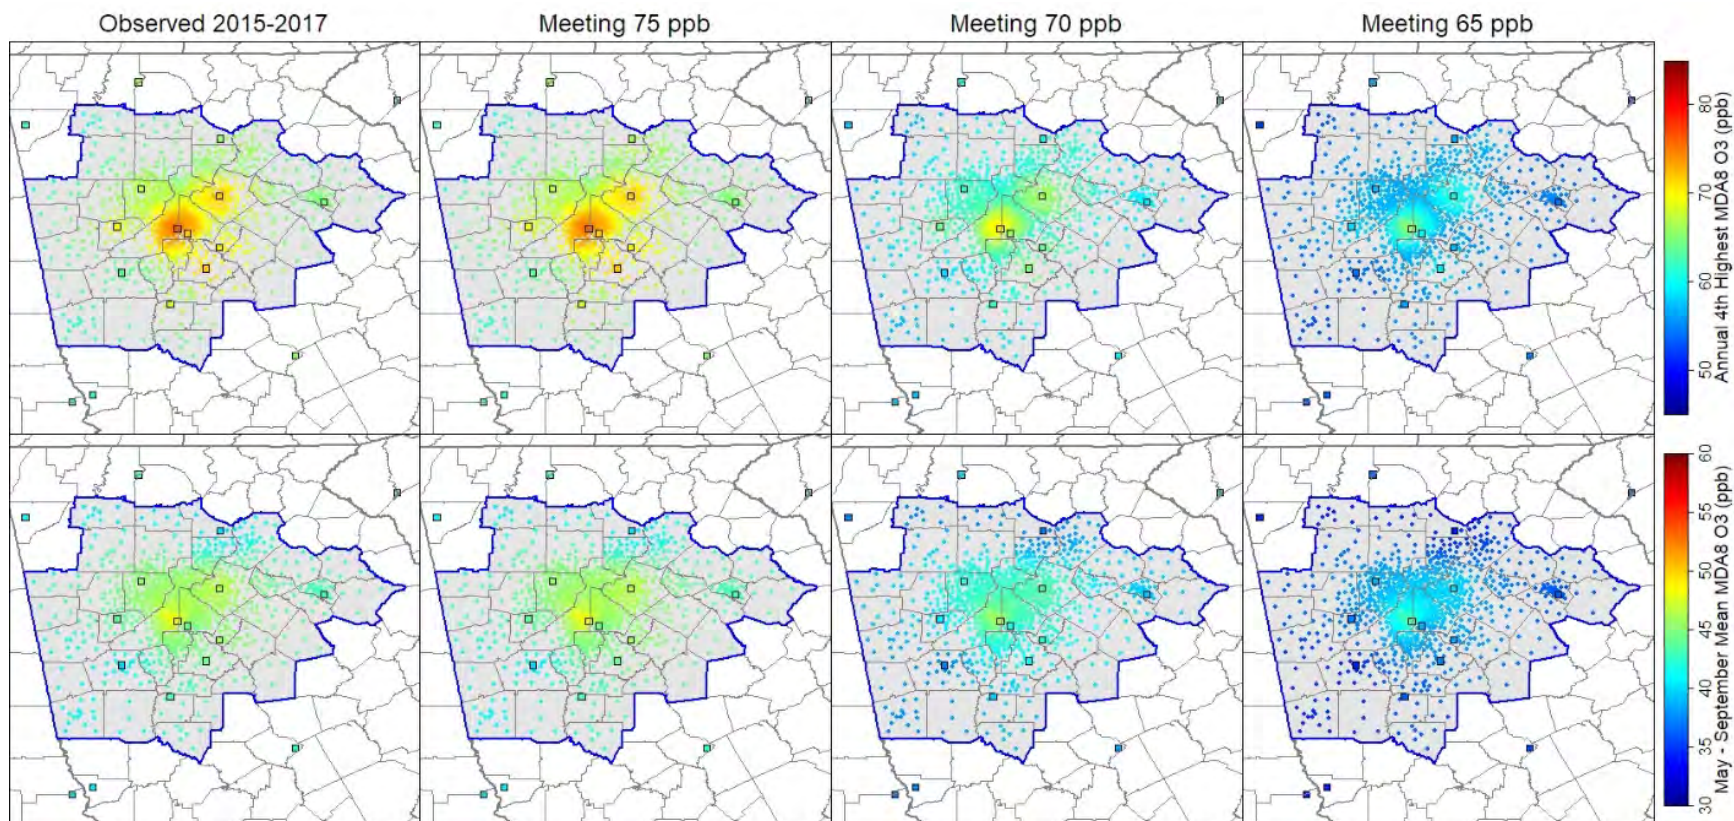 Observed 2015-2017
Meeting 75 ppb
Meeting 70 ppb
Meeting 65 ppb
80
70
60
50
Annual 4th Highest MDA8 O3 (ppb)
60
55
50
45
40
35
30
May - September Mean MDA8 O3 (ppb)